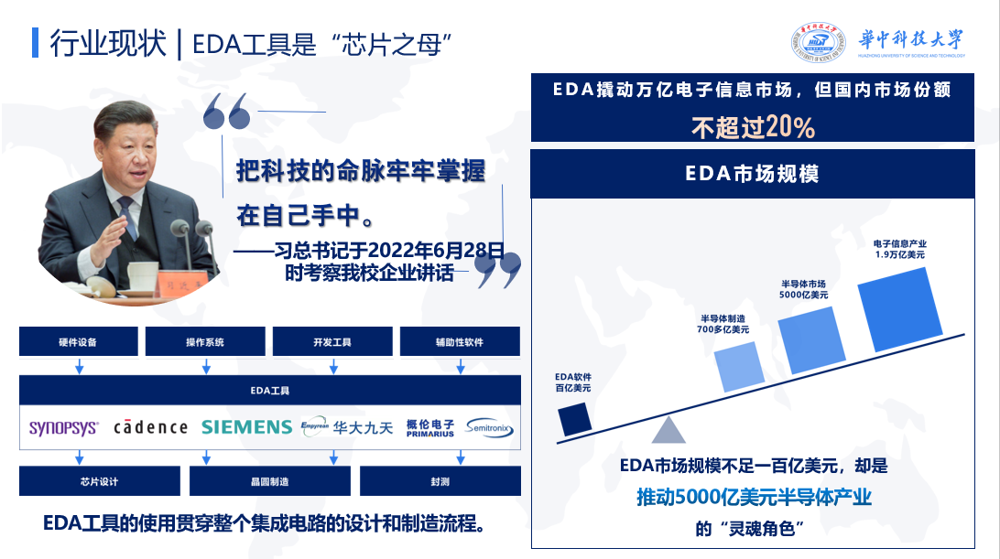 行业现状 | EDA工具是“芯片之母”
華中科技大學
HUAZHONG UNIVERSITY OF SCIENCE AND TECHNOLOGY
把科技的命脉牢牢掌握
在自己手中。
——习总书记于2022年6月28日
时考察我校企业讲话
硬件设备
操作系统
开发工具
辅助性软件
EDA工具
SYNOPSYS®
cādence
SIEMENS
Empyrean 华大九天
概伦电子
PRIMARIUS
Semitronix
芯片设计
晶圆制造
封测
EDA工具的使用贯穿整个集成电路的设计和制造流程。
EDA撬动万亿电子信息市场，但国内市场份额
不超过20%
EDA市场规模
EDA软件
百亿美元
半导体制造
700多亿美元
半导体市场
5000亿美元
电子信息产业
1.9万亿美元
EDA市场规模不足一百亿美元，却是
推动5000亿美元半导体产业
的“灵魂角色”